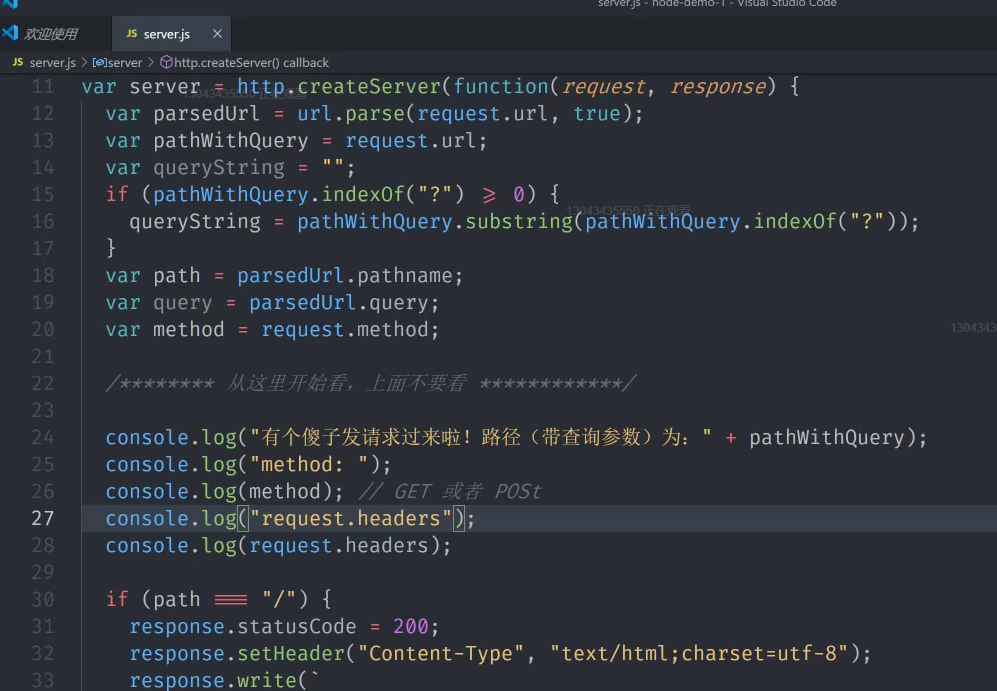 server.js - node-demo-1 - Visual Studio Code
欢迎使用
JS server.js ×
JS server.js > server > http.createServer() callback
11 var server = http.createServer(function(request, response) {
13043435550 正在观看
12 var parsedUrl = url.parse(request.url, true);
13 var pathWithQuery = request.url;
14 var queryString = "";
15 if (pathWithQuery.indexOf("?") >= 0) {
13043435550 正在观看
16 queryString = pathWithQuery.substring(pathWithQuery.indexOf("?"));
17 }
18 var path = parsedUrl.pathname;
19 var query = parsedUrl.query;
20 var method = request.method;
1304343
21
22 /******** 从这里开始看，上面不要看 ************/
23
24 console.log("有个傻子发请求过来啦！路径（带查询参数）为：" + pathWithQuery);
25 console.log("method: ");
26 console.log(method); // GET 或者 POSt
27 console.log("request.headers");
28 console.log(request.headers);
29
30 if (path === "/") {
31 response.statusCode = 200;
32 response.setHeader("Content-Type", "text/html;charset=utf-8");
33 response.write(`